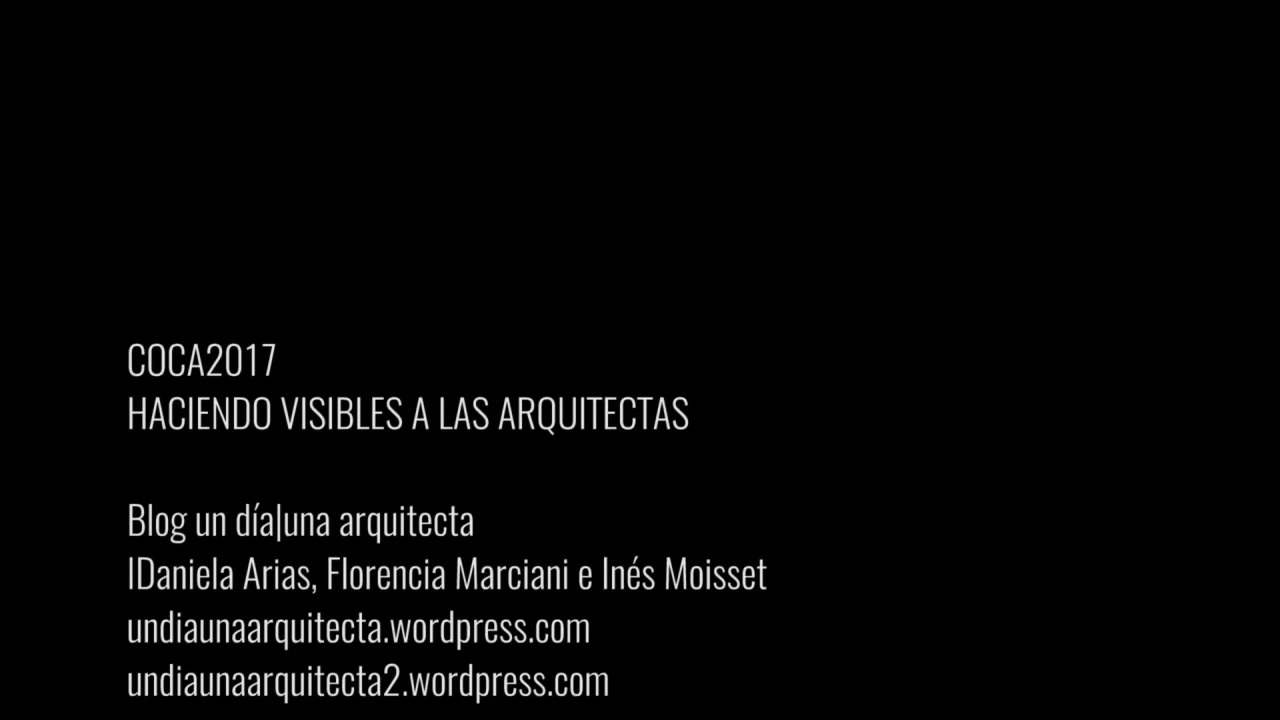 COCA2017
HACIENDO VISIBLES A LAS ARQUITECTAS
Blog un día|una arquitecta
lDaniela Arias, Florencia Marciani e Inés Moisset
undiaunaarquitecta.wordpress.com
undiaunaarquitecta2.wordpress.com